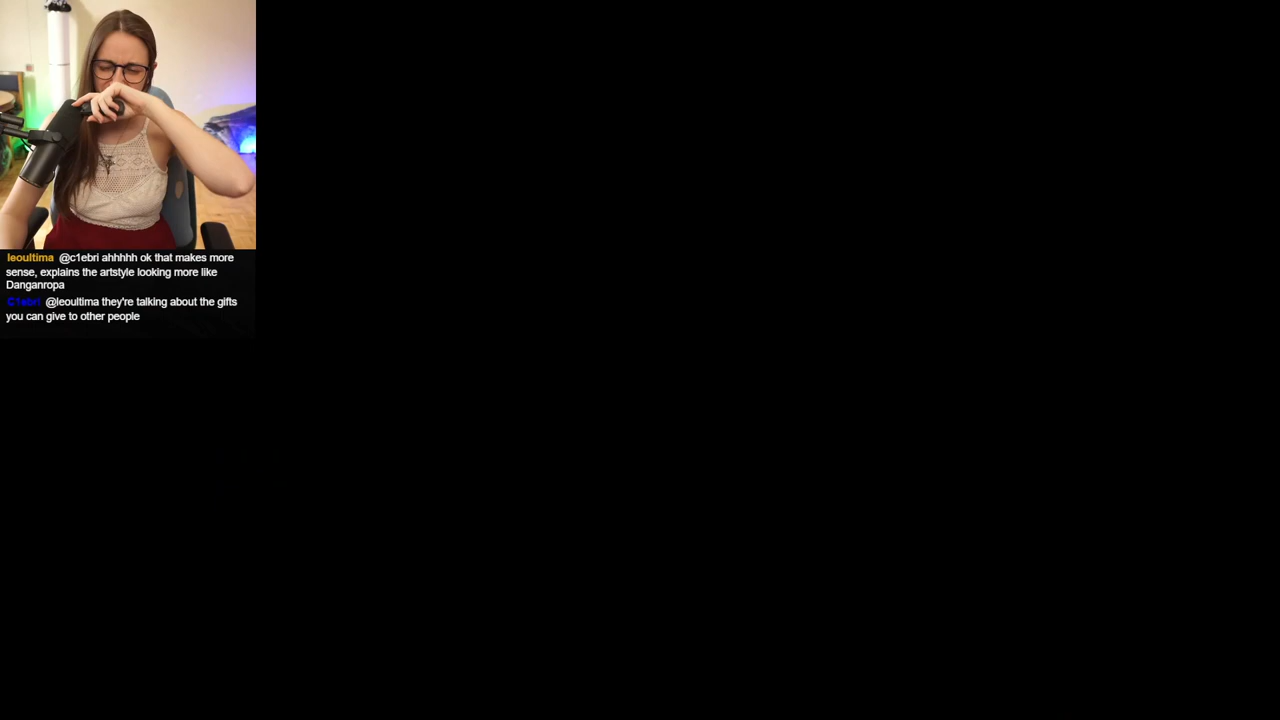 leoultima @c1ebri ahhhhh ok that makes more
sense, explains the artstyle looking more like
Danganropa
C1ebri @leoultima they're talking about the gifts
you can give to other people